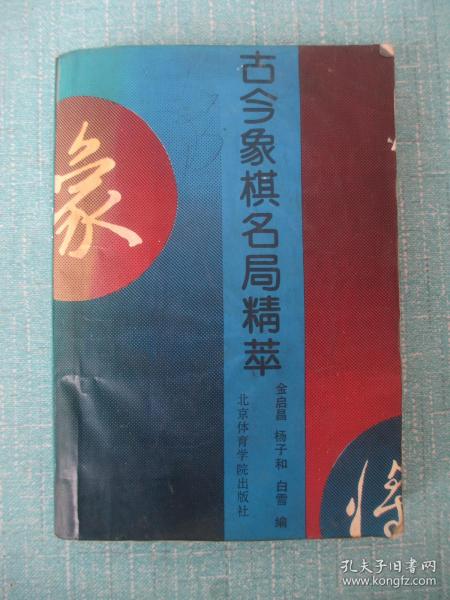 古今象棋名局精萃
金启昌 杨子和 白雪 编
北京体育学院出版社
象
将
孔夫子旧书网
www.kongfz.com